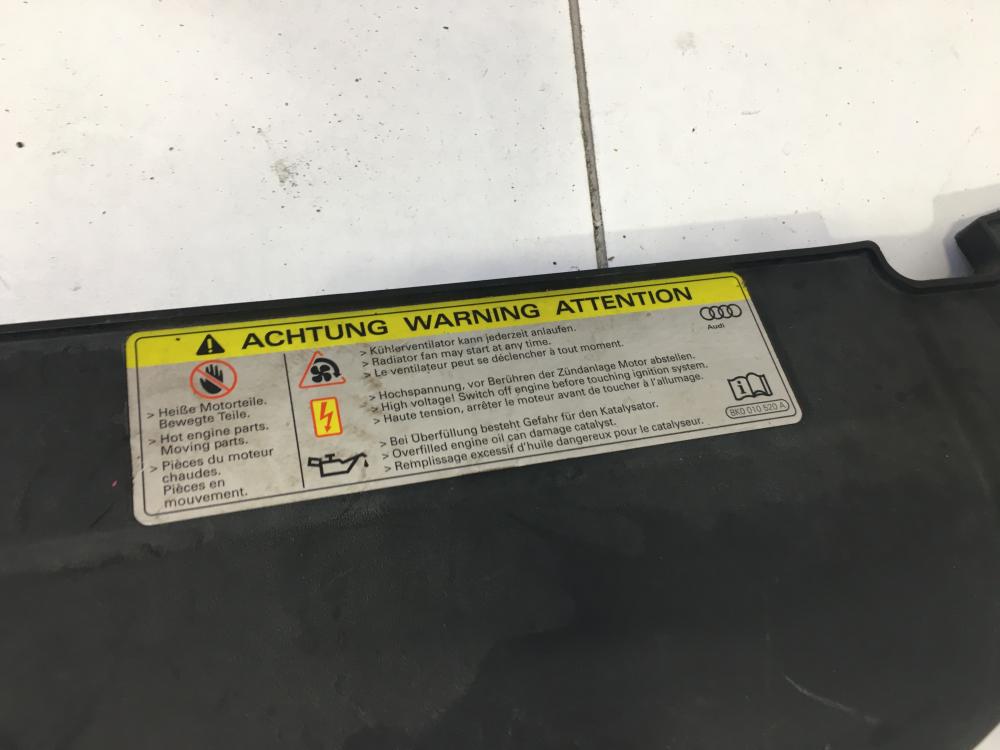 ACHTUNG WARNING ATTENTION
> Heiße Motorteile.
Bewegte Teile.
> Hot engine parts.
Moving parts.
> Pièces du moteur
chaudes.
Pièces en
mouvement.
> Kühlerventilator kann jederzeit anlaufen.
> Radiator fan may start at any time.
> Le ventilateur peut se déclencher à tout moment.
> Hochspannung, vor Berühren der Zündanlage Motor abstellen.
> High voltage! Switch off engine before touching ignition system.
> Haute tension, arrêter le moteur avant de toucher à l'allumage.
> Bei Überfüllung besteht Gefahr für den Katalysator.
> Overfilled engine oil can damage catalyst.
> Remplissage excessif d'huile dangereux pour le catalyseur.
Audi
8K0 010 520 A